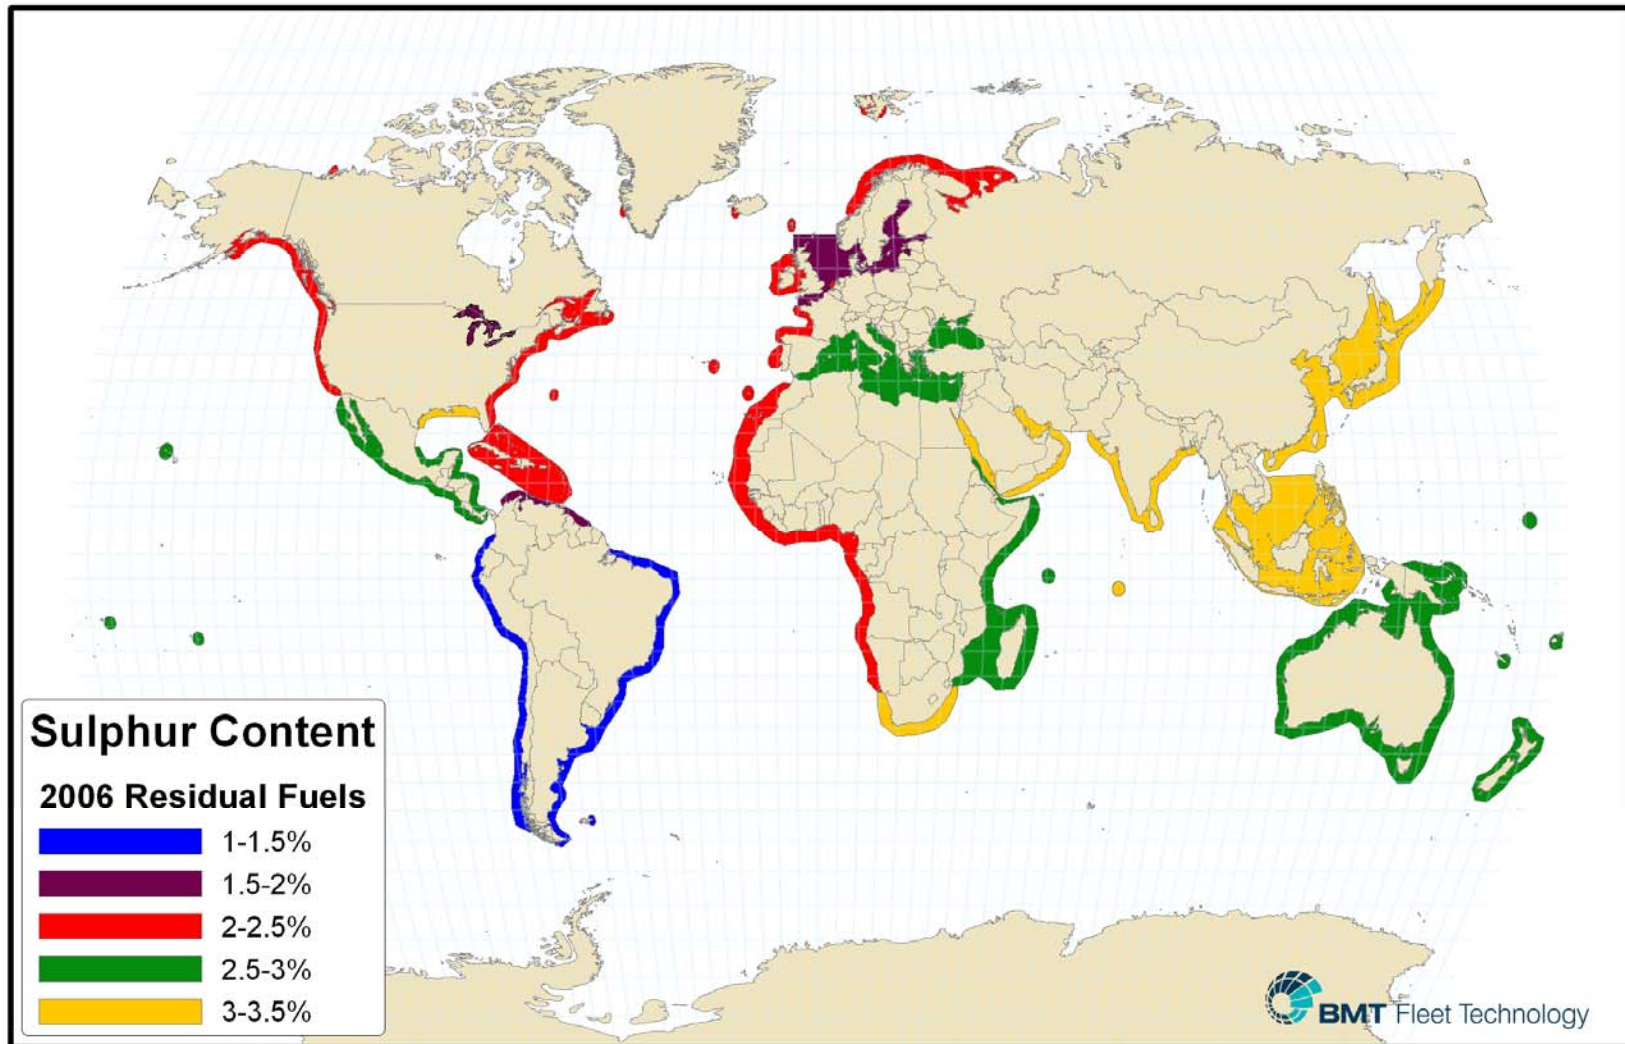 Sulphur Content
2006 Residual Fuels
1-1.5%
1.5-2%
2-2.5%
2.5-3%
3-3.5%
BMT Fleet Technology